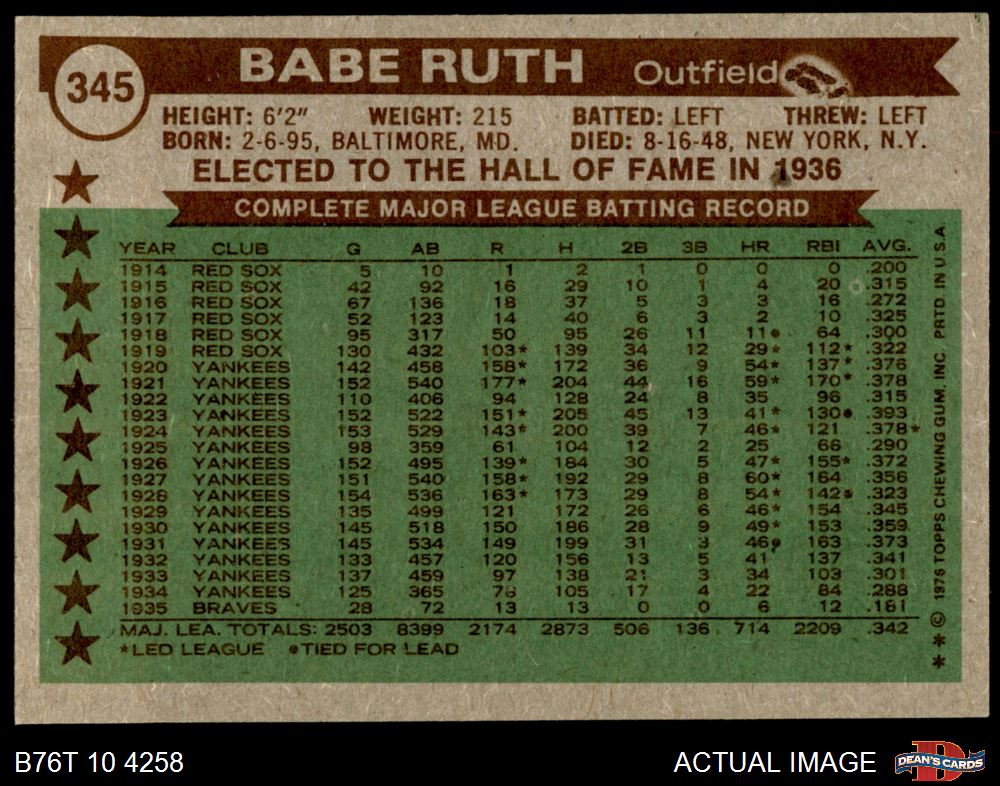 345
BABE RUTH Outfield
HEIGHT: 6'2" WEIGHT: 215 BATTED: LEFT THREW: LEFT
BORN: 2-6-95, BALTIMORE, MD. DIED: 8-16-48, NEW YORK, N.Y.
ELECTED TO THE HALL OF FAME IN 1936
COMPLETE MAJOR LEAGUE BATTING RECORD
YEAR CLUB G AB R H 2B 3B HR RBI AVG.
1914 RED SOX 5 10 1 2 1 0 0 0 .200
1915 RED SOX 42 92 16 29 10 1 4 20 .315
1916 RED SOX 67 136 18 37 5 3 3 16 .272
1917 RED SOX 52 123 14 40 6 3 2 10 .325
1918 RED SOX 95 317 50 95 26 11 11• 64 .300
1919 RED SOX 130 432 103* 139 34 12 29* 112* .322
1920 YANKEES 142 458 158* 172 36 9 54* 137* .376
1921 YANKEES 152 540 177* 204 44 16 59* 170* .378
1922 YANKEES 110 406 94 128 24 8 35 96 .315
1923 YANKEES 152 522 151* 205 45 13 41* 130• .393
1924 YANKEES 153 529 143* 200 39 7 46* 121 .378*
1925 YANKEES 98 359 61 104 12 2 25 66 .290
1926 YANKEES 152 495 139* 184 30 5 47* 155* .372
1927 YANKEES 151 540 158* 192 29 8 60* 164 .356
1928 YANKEES 154 536 163* 173 29 8 54* 142• .323
1929 YANKEES 135 499 121 172 26 6 46* 154 .345
1930 YANKEES 145 518 150 186 28 9 49* 153 .359
1931 YANKEES 145 534 149 199 31 3 46• 163 .373
1932 YANKEES 133 457 120 156 13 5 41 137 .341
1933 YANKEES 137 459 97 138 21 3 34 103 .301
1934 YANKEES 125 365 78 105 17 4 22 84 .288
1935 BRAVES 28 72 13 13 0 0 6 12 .181
MAJ. LEA. TOTALS: 2503 8399 2174 2873 506 136 714 2209 .342
*LED LEAGUE •TIED FOR LEAD
* * © 1976 TOPPS CHEWING GUM, INC. PRTD. IN U.S.A.
B76T 10 4258
ACTUAL IMAGE
D
DEAN'S CARDS